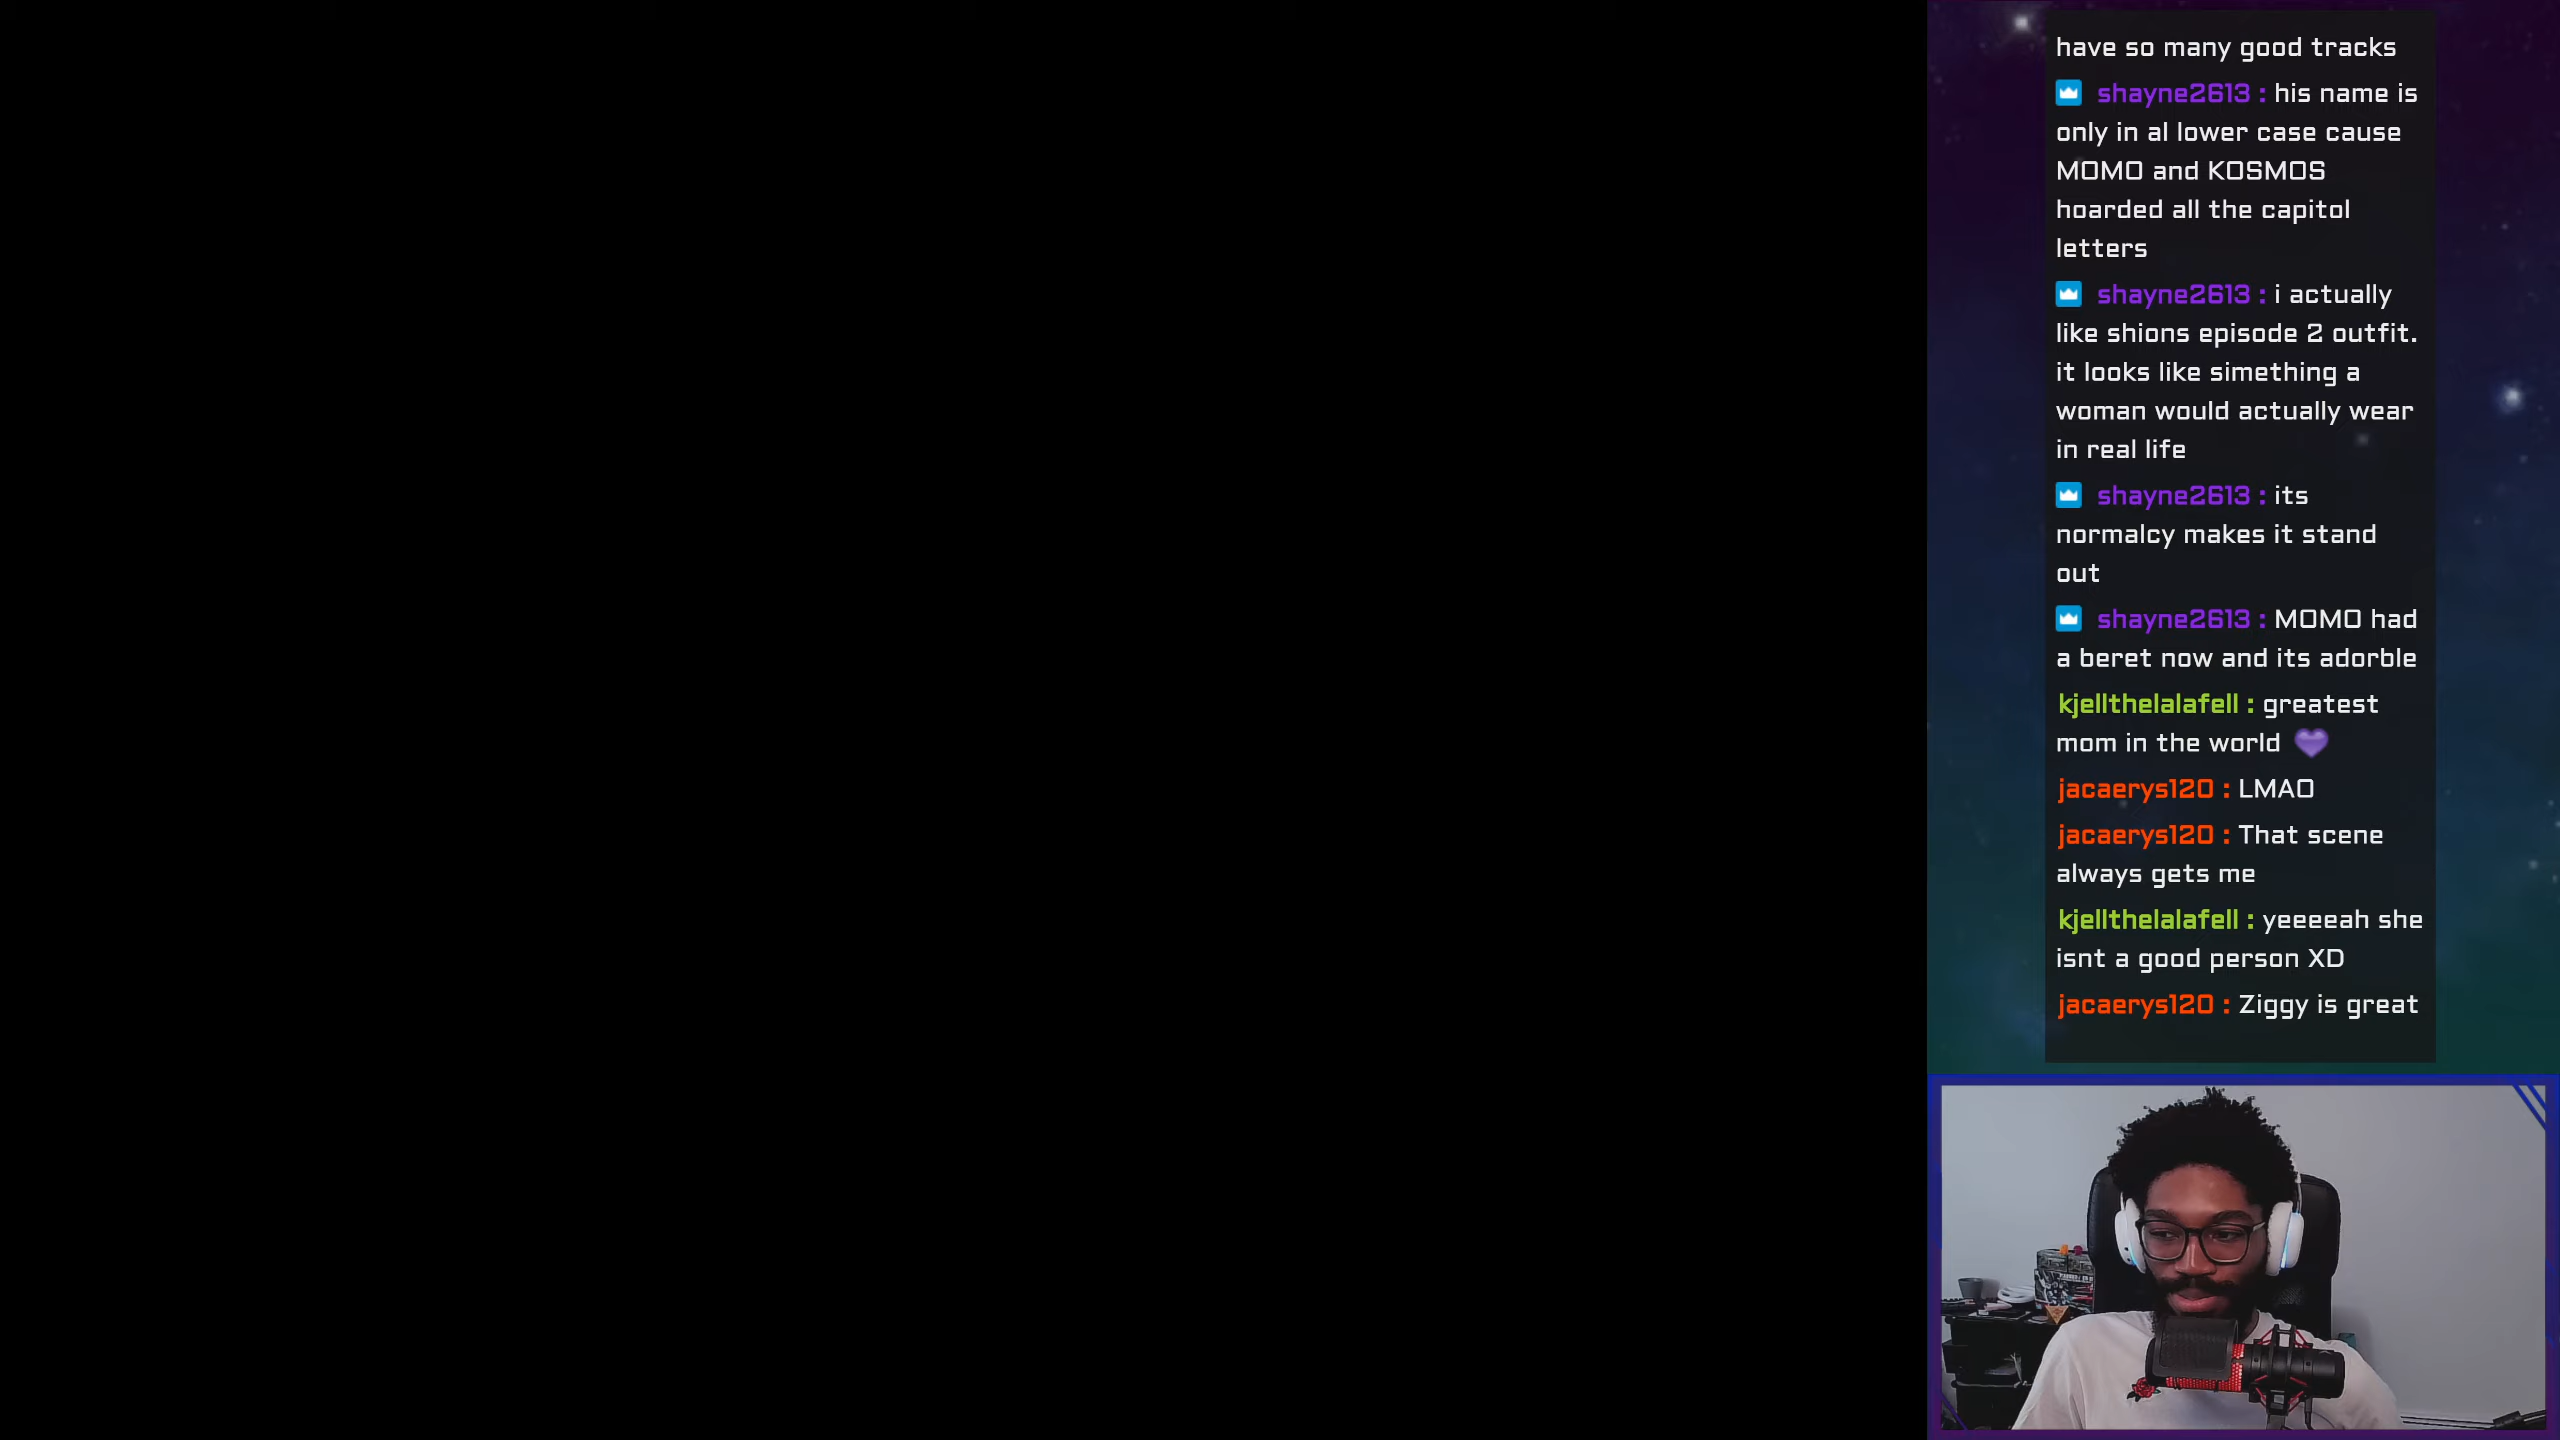 have so many good tracks
shayne2613 : his name is
only in al lower case cause
MOMO and KOSMOS
hoarded all the capitol
letters
shayne2613 : i actually
like shions episode 2 outfit.
it looks like simething a
woman would actually wear
in real life
shayne2613 : its
normalcy makes it stand
out
shayne2613 : MOMO had
a beret now and its adorble
kjellthelalafell : greatest
mom in the world
jacaerys120 : LMAO
jacaerys120 : That scene
always gets me
kjellthelalafell : yeeeeah she
isnt a good person XD
jacaerys120 : Ziggy is great